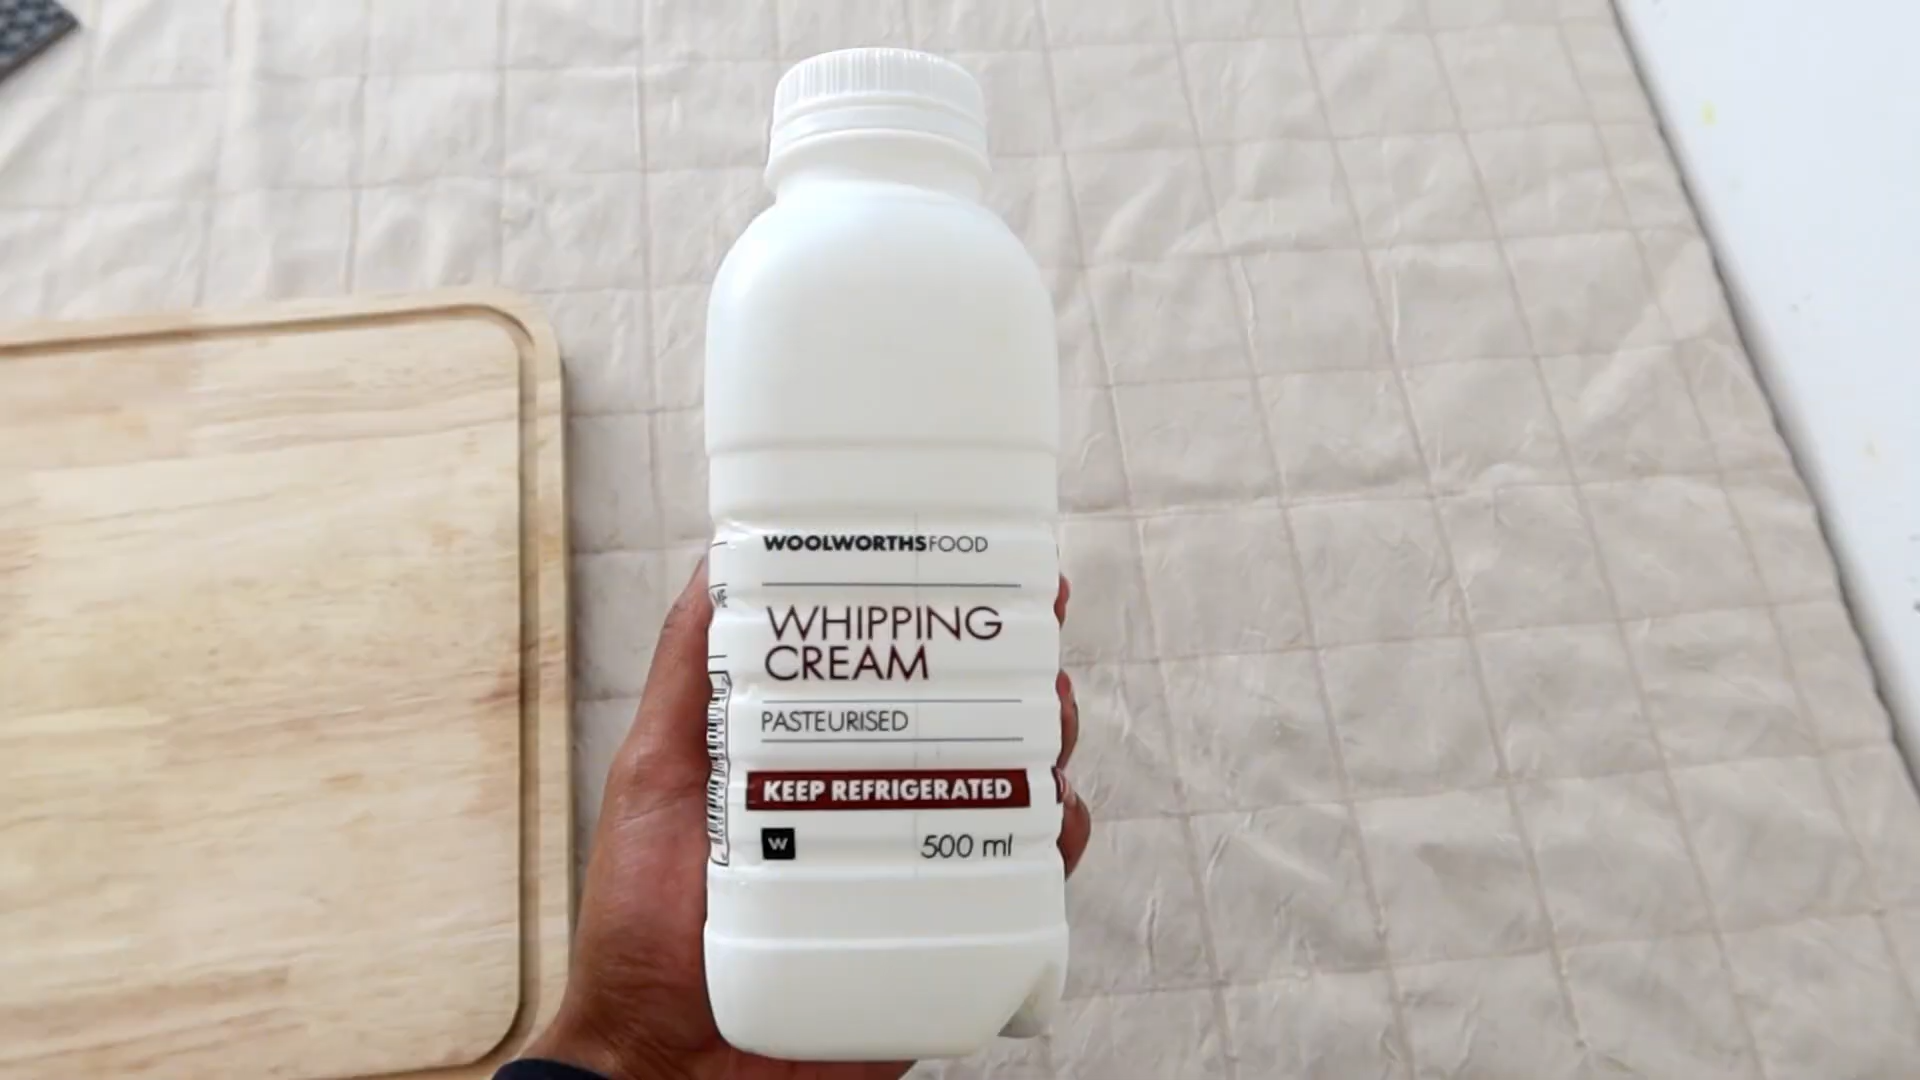 WOOLWORTHSFOOD
WHIPPING
CREAM
PASTEURISED
KEEP REFRIGERATED
W
500 ml